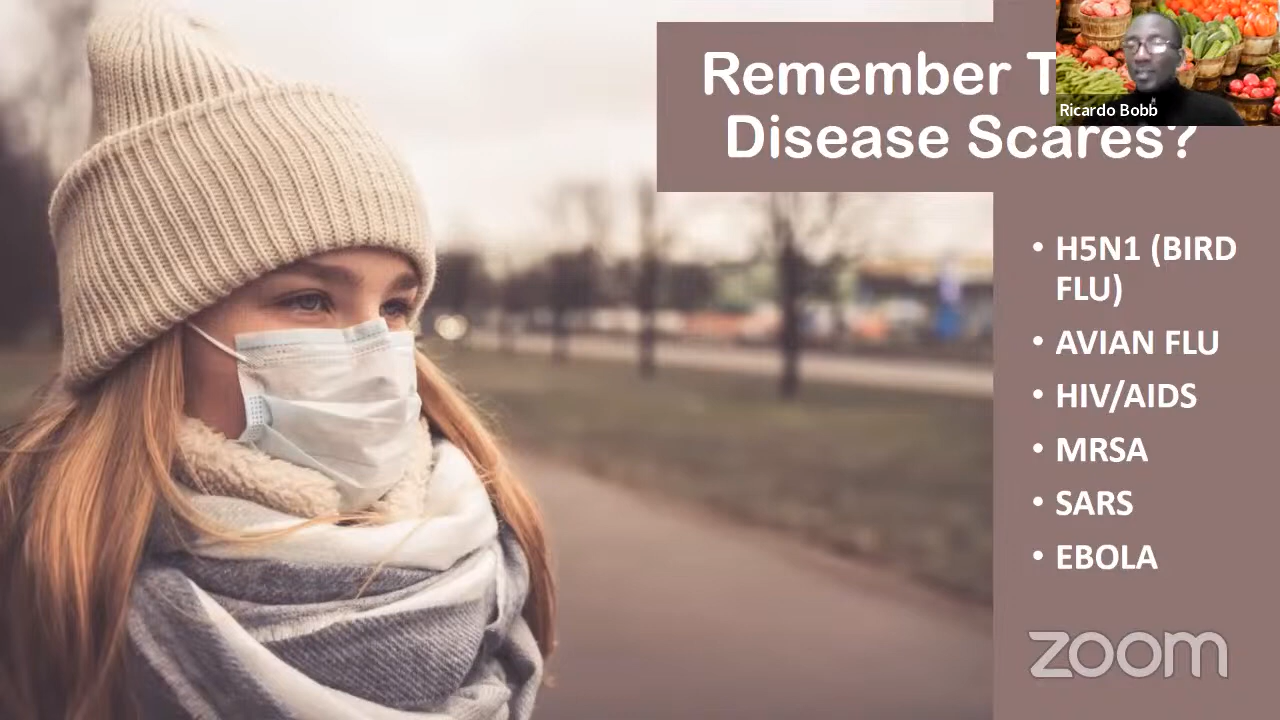 Remember T
Disease Scares?
Ricardo Bobb
• H5N1 (BIRD
FLU)
• AVIAN FLU
• HIV/AIDS
• MRSA
• SARS
• EBOLA
zoom